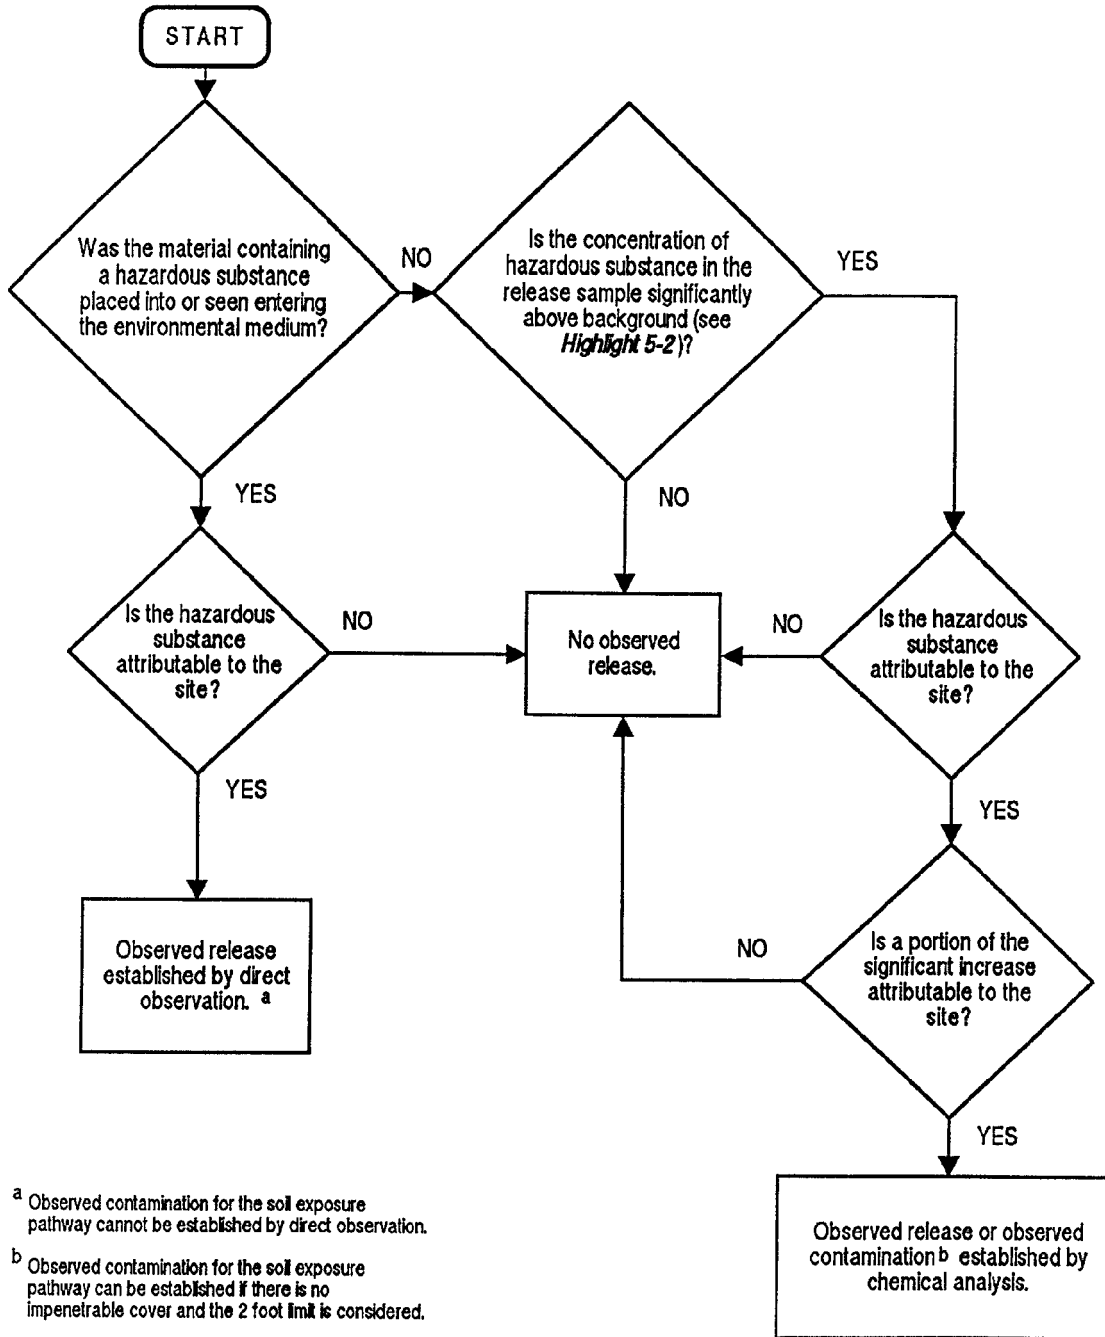 START
Was the material containing
a hazardous substance
placed into or seen entering
the environmental medium?
NO
Is the concentration of
hazardous substance in the
release sample significantly
above background (see
Highlight 5-2)?
YES
YES
NO
Is the hazardous
substance
attributable to the
site?
NO
No observed
release.
NO
Is the hazardous
substance
attributable to the
site?
YES
YES
Observed release
established by direct
observation. a
NO
Is a portion of the
significant increase
attributable to the
site?
YES
Observed release or observed
contamination b established by
chemical analysis.
a Observed contamination for the soil exposure
pathway cannot be established by direct observation.
b Observed contamination for the soil exposure
pathway can be established if there is no
impenetrable cover and the 2 foot limit is considered.